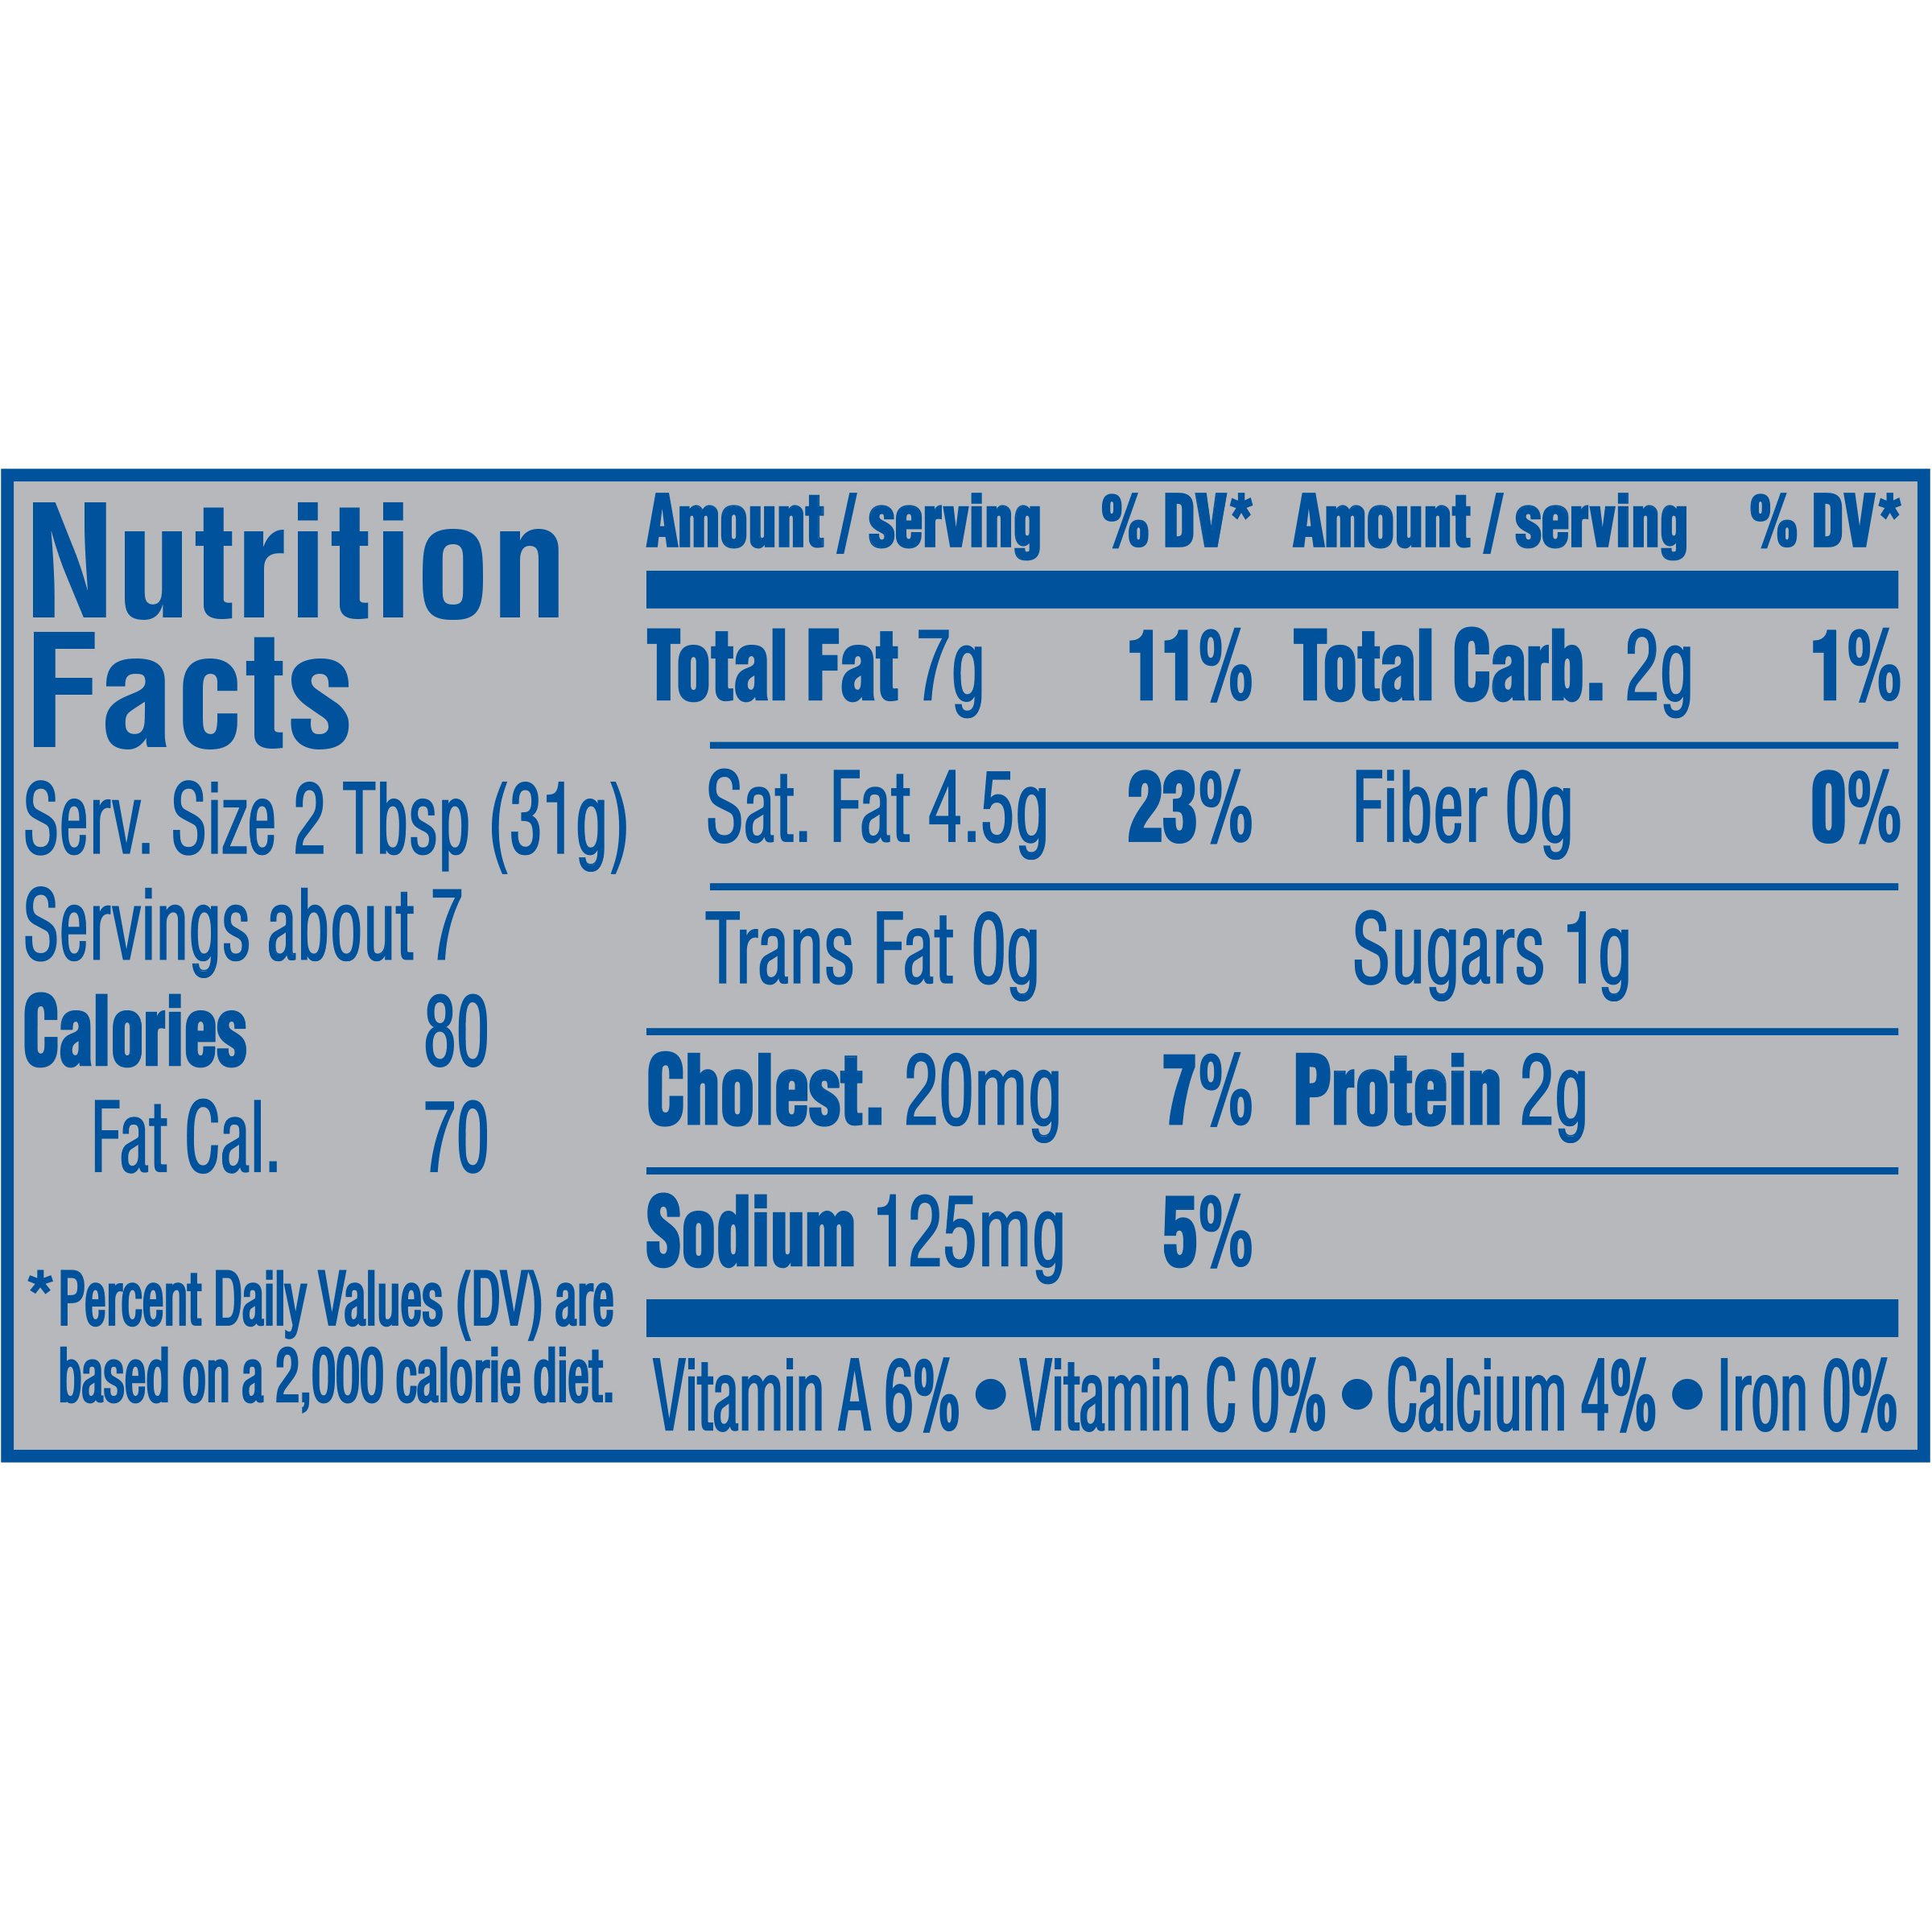 Nutrition
Facts
Serv. Size 2 Tbsp (31g)
Servings about 7
Calories 80
Fat Cal. 70
* Percent Daily Values (DV) are
based on a 2,000 calorie diet.
Amount / serving % DV* Amount / serving % DV*
Total Fat 7g 11% Total Carb. 2g 1%
Sat. Fat 4.5g 23% Fiber 0g 0%
Trans Fat 0g Sugars 1g
Cholest. 20mg 7% Protein 2g
Sodium 125mg 5%
Vitamin A 6% • Vitamin C 0% • Calcium 4% • Iron 0%